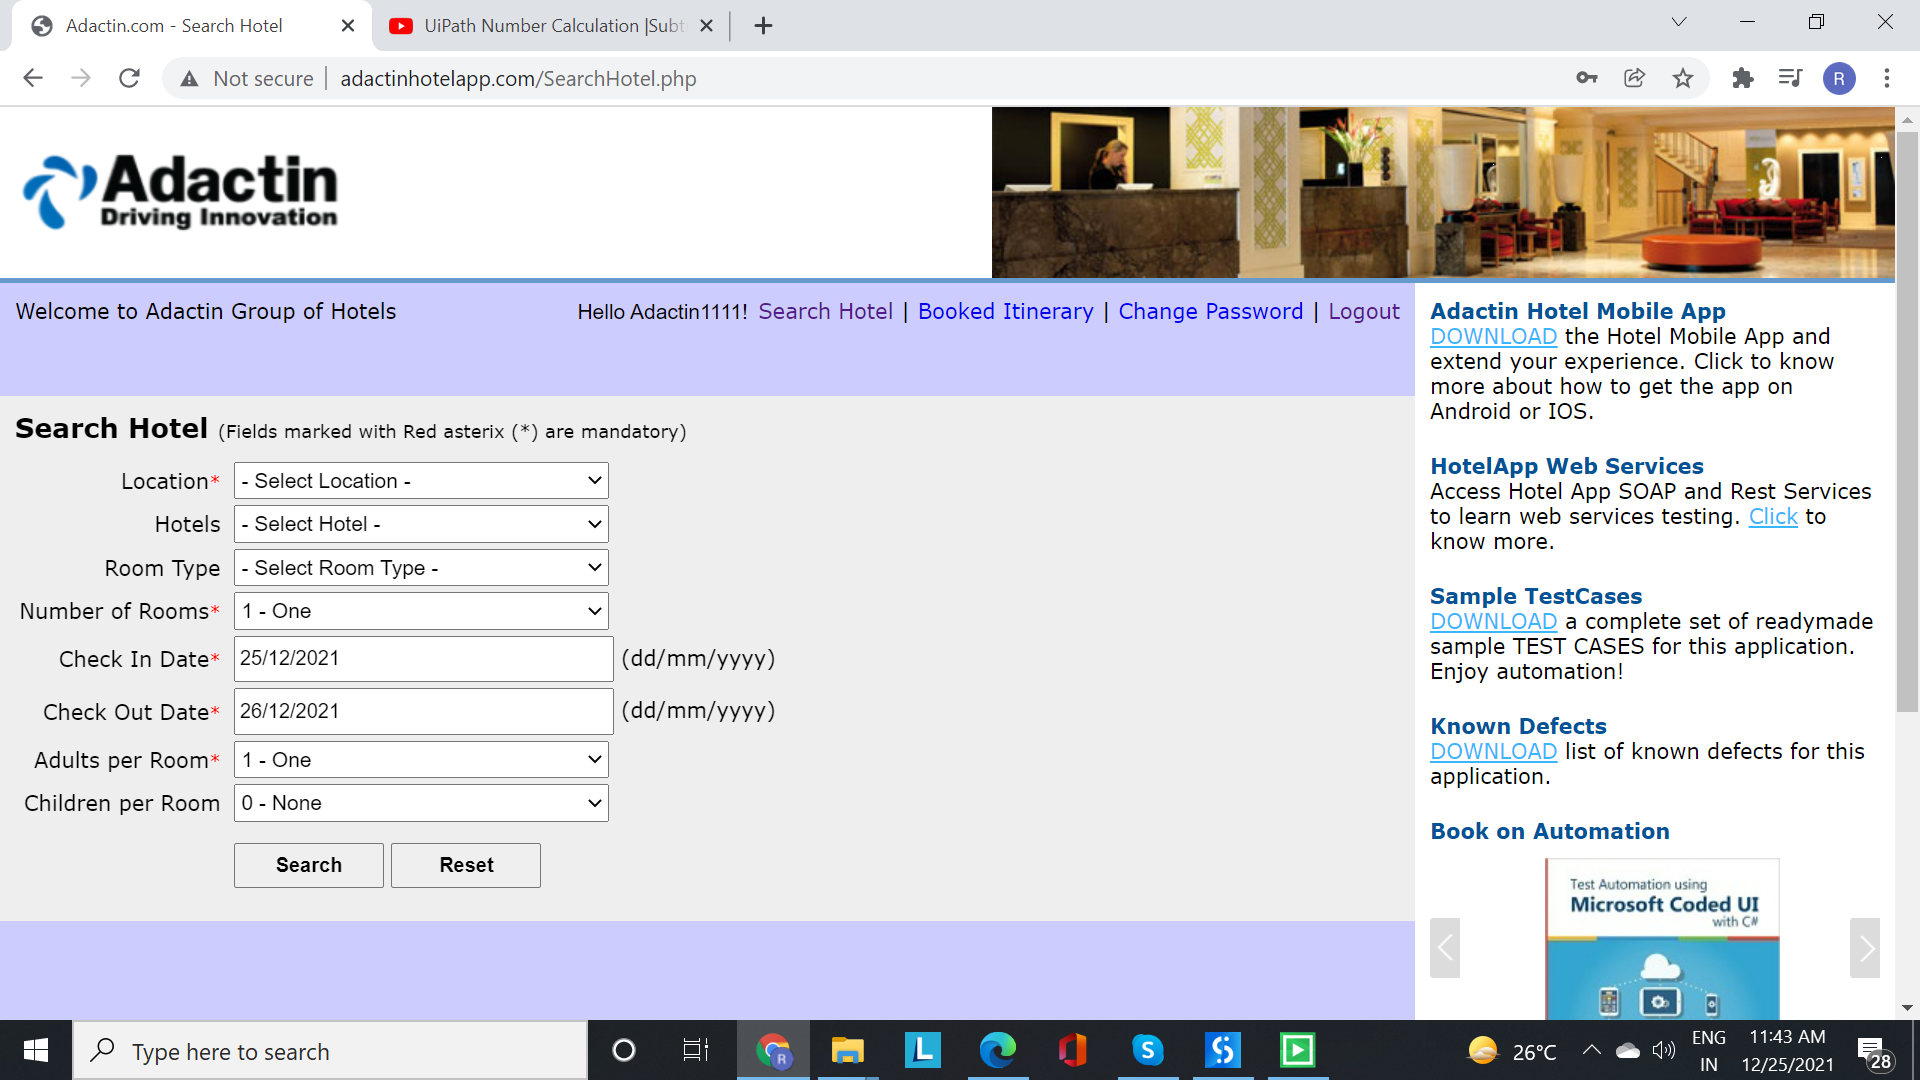 Adactin.com - Search Hotel
UiPath Number Calculation |Subt
Not secure
adactinhotelapp.com/SearchHotel.php
R
Adactin
Driving Innovation
Welcome to Adactin Group of Hotels
Hello Adactin1111! Search Hotel | Booked Itinerary | Change Password | Logout
Search Hotel (Fields marked with Red asterix (*) are mandatory)
Location* - Select Location -
Hotels - Select Hotel -
Room Type - Select Room Type -
Number of Rooms* 1 - One
Check In Date* 25/12/2021 (dd/mm/yyyy)
Check Out Date* 26/12/2021 (dd/mm/yyyy)
Adults per Room* 1 - One
Children per Room 0 - None
Search Reset
Adactin Hotel Mobile App
DOWNLOAD the Hotel Mobile App and
extend your experience. Click to know
more about how to get the app on
Android or IOS.
HotelApp Web Services
Access Hotel App SOAP and Rest Services
to learn web services testing. Click to
know more.
Sample TestCases
DOWNLOAD a complete set of readymade
sample TEST CASES for this application.
Enjoy automation!
Known Defects
DOWNLOAD list of known defects for this
application.
Book on Automation
Test Automation using
Microsoft Coded UI
with C#
Type here to search
R
L
S
26°C
ENG
IN
11:43 AM
12/25/2021
28